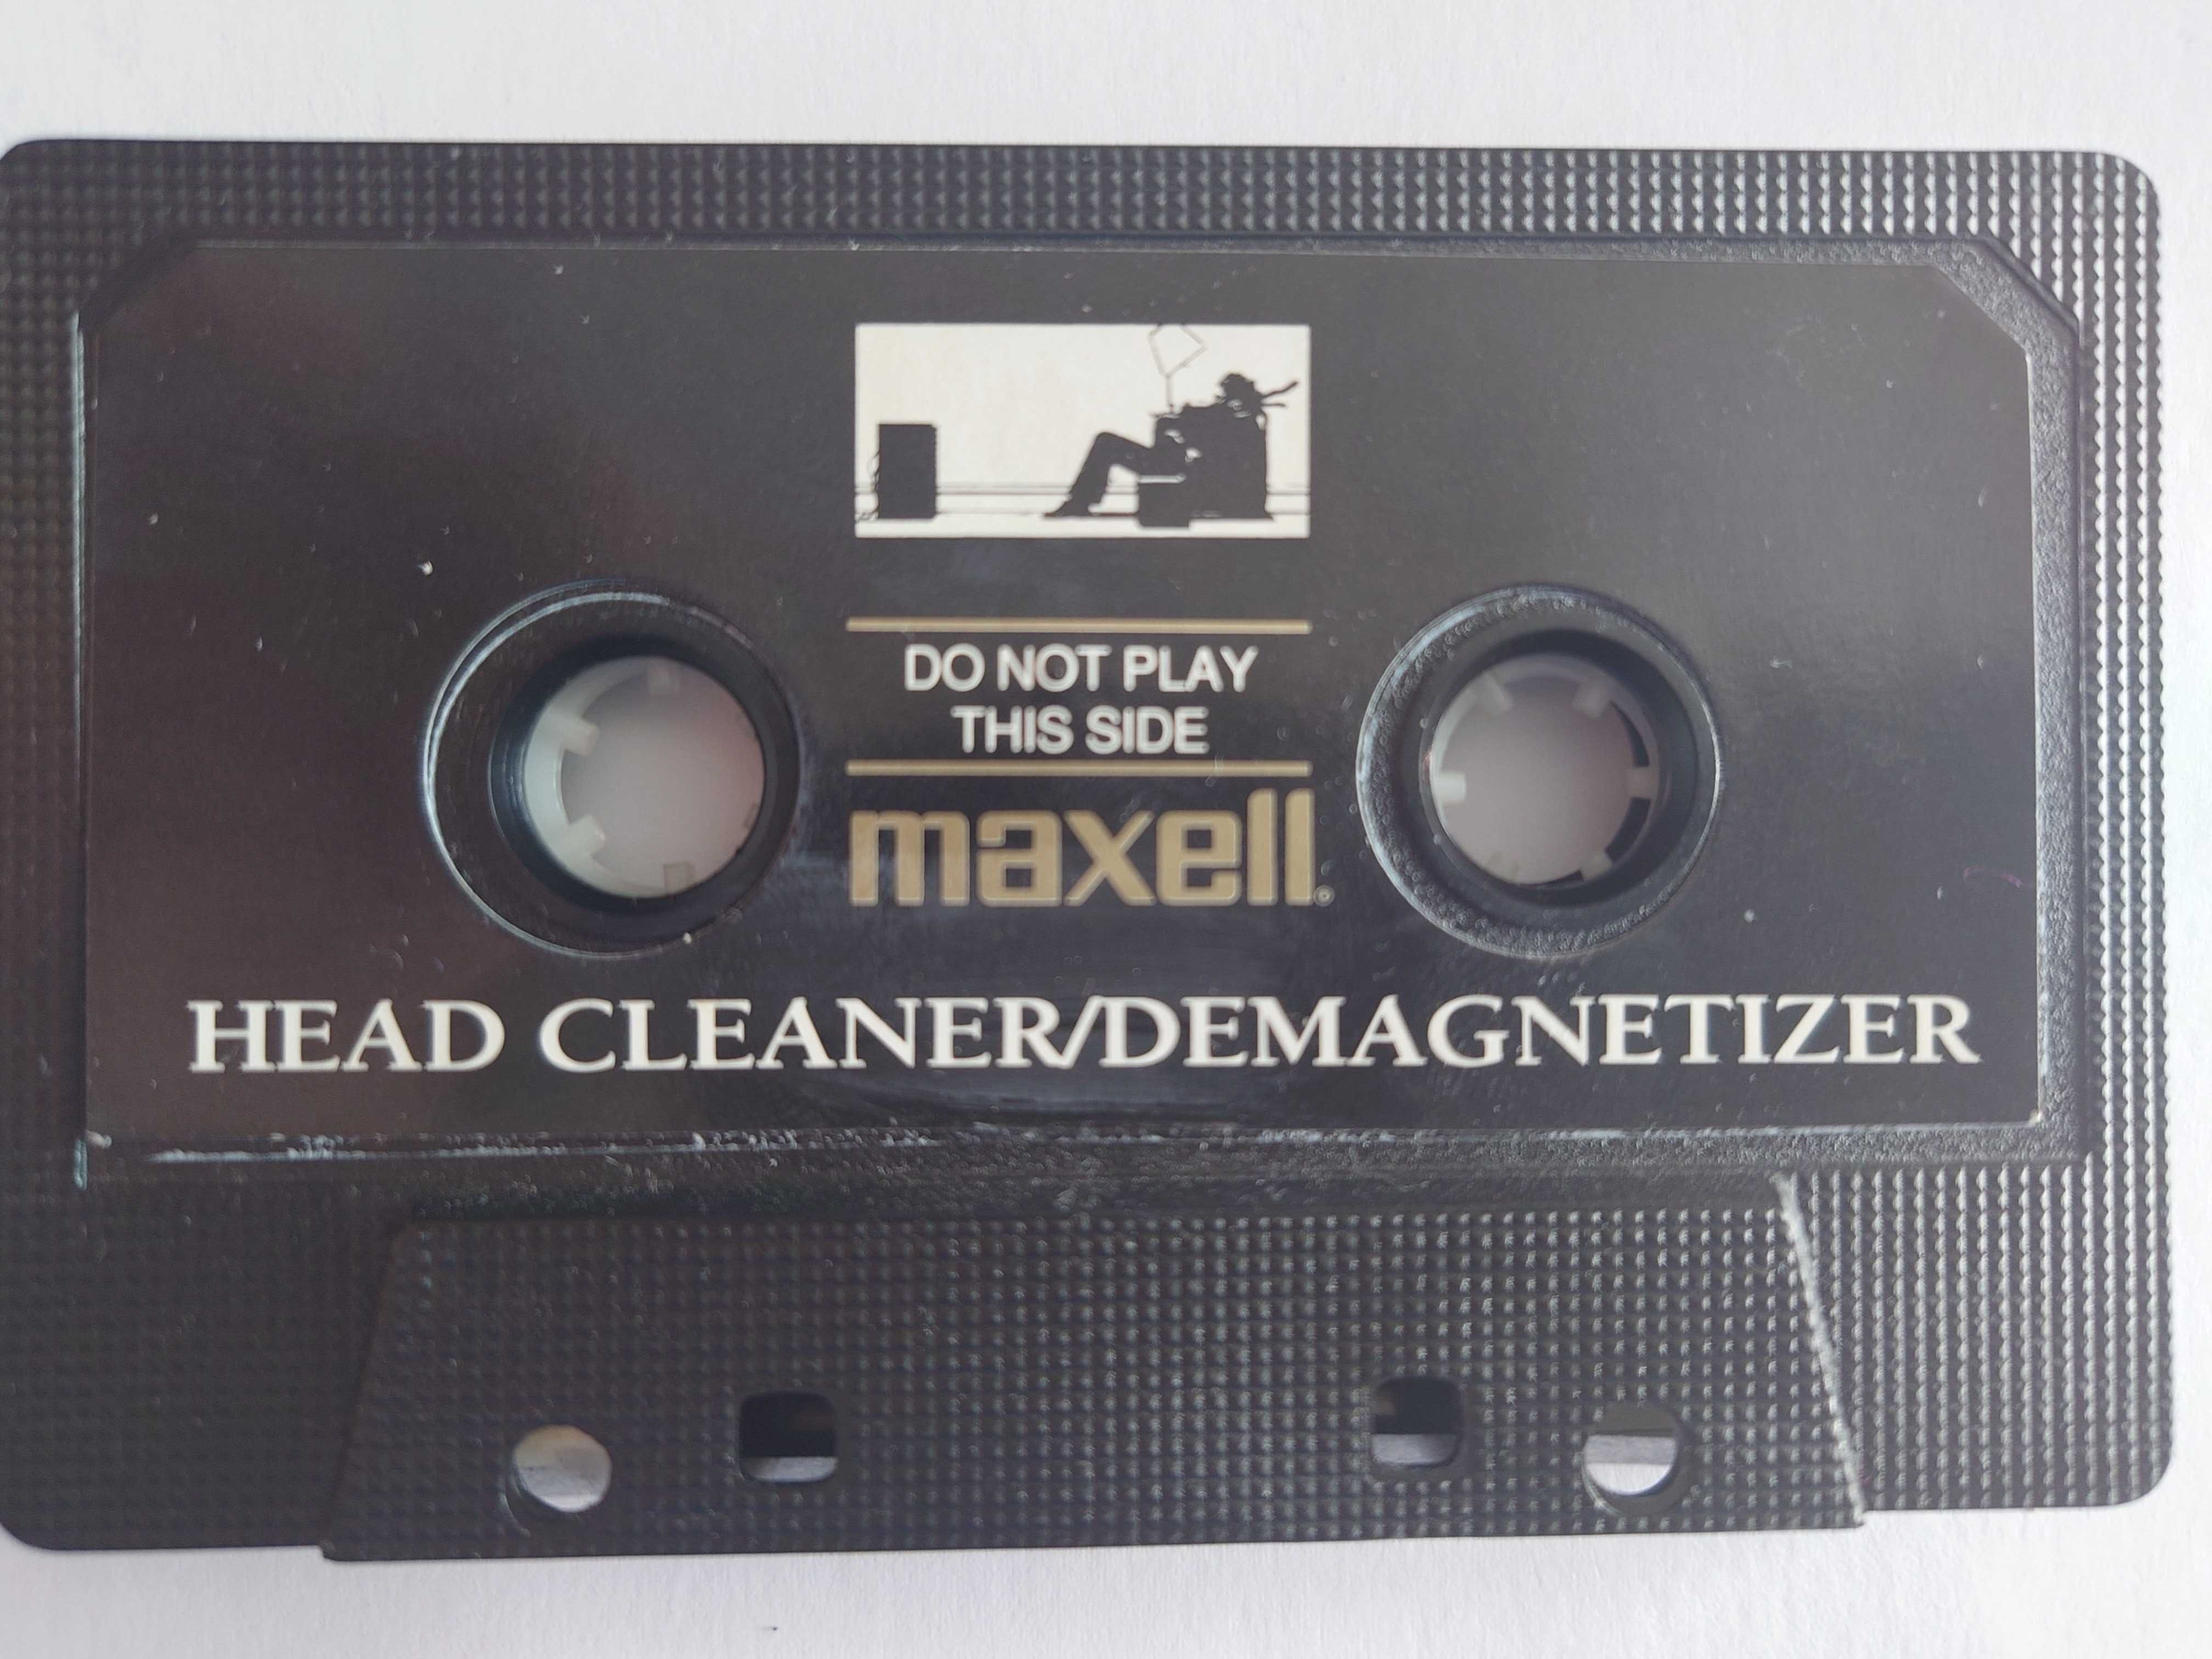 DO NOT PLAY
THIS SIDE
maxell®
HEAD CLEANER/DEMAGNETIZER